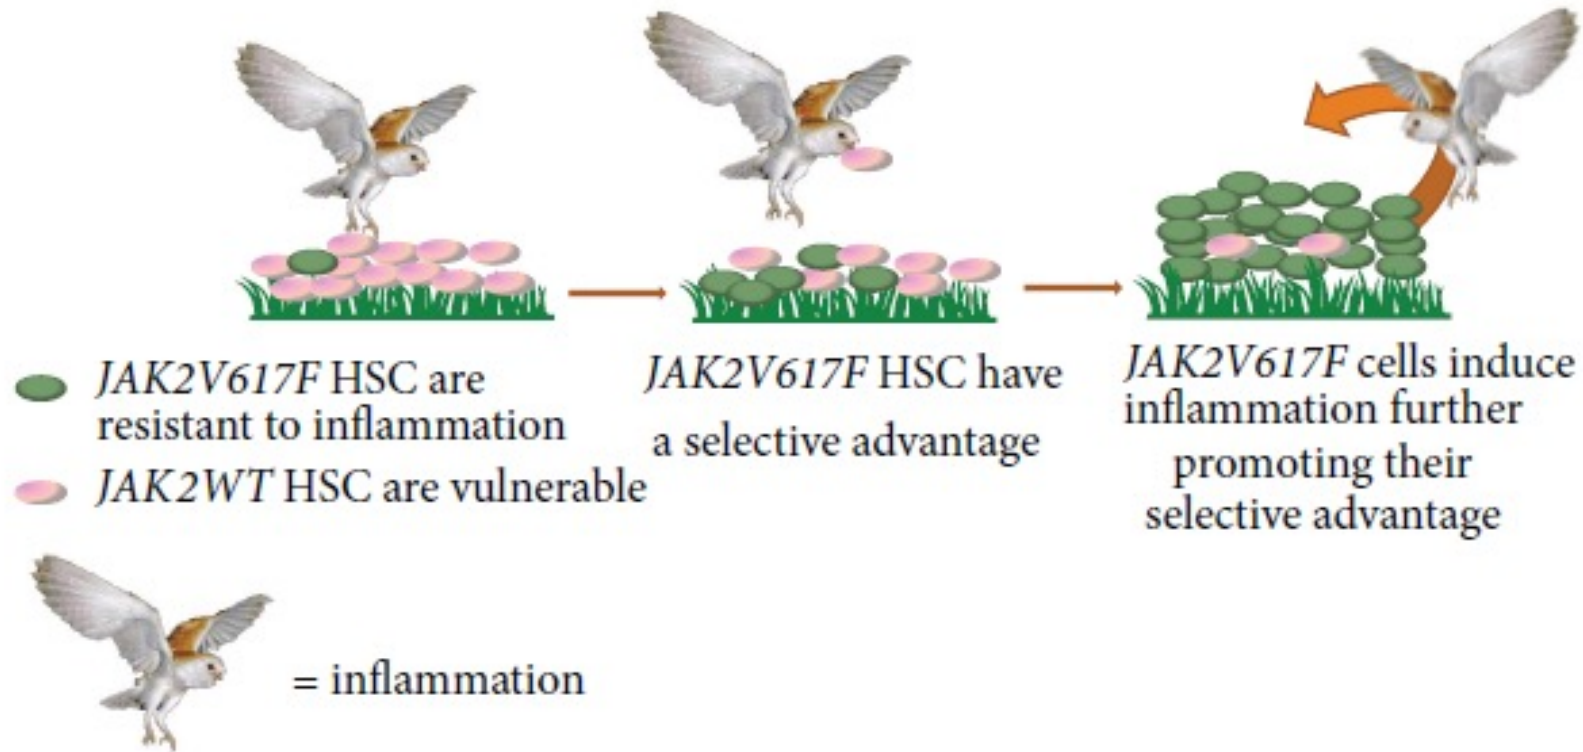 JAK2V617F HSC are
resistant to inflammation
JAK2WT HSC are vulnerable
JAK2V617F HSC have
a selective advantage
JAK2V617F cells induce
inflammation further
promoting their
selective advantage
= inflammation